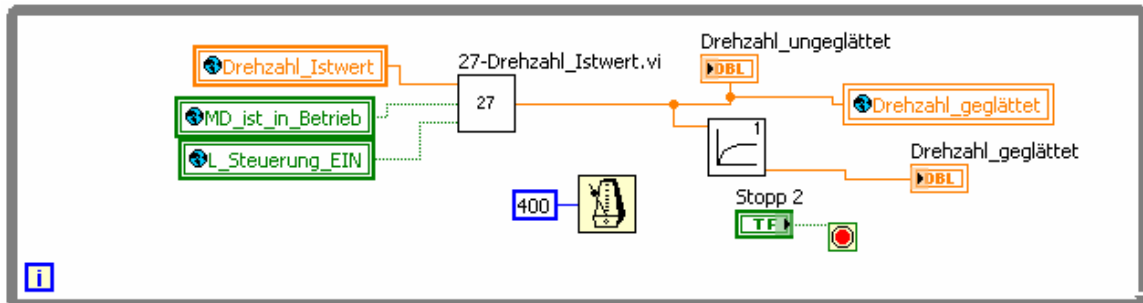 Drehzahl_ungeglättet
27-Drehzahl_Istwert.vi
Drehzahl_Istwert
DBL
27
MD_ist_in_Betrieb
Drehzahl_geglättet
1
L_Steuerung_EIN
Drehzahl_geglättet
DBL
400
Stopp 2
TF
i